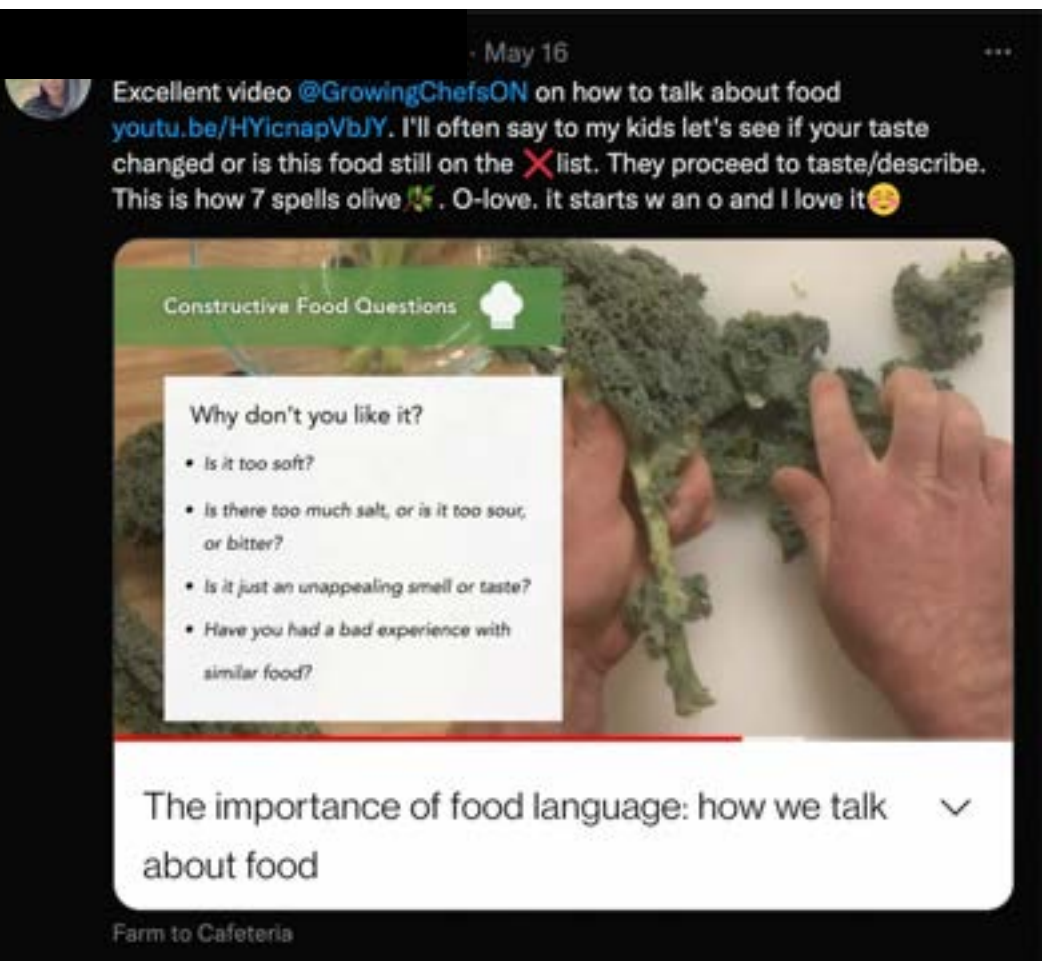 · May 16
Excellent video @GrowingChefsON on how to talk about food
youtu.be/HYicnapVbJY. I'll often say to my kids let's see if your taste
changed or is this food still on the ❌list. They proceed to taste/describe.
This is how 7 spells olive🌿. O-love. it starts w an o and I love it☺️
Constructive Food Questions
Why don't you like it?
• Is it too soft?
• Is there too much salt, or is it too sour,
or bitter?
• Is it just an unappealing smell or taste?
• Have you had a bad experience with
similar food?
The importance of food language: how we talk
about food
Farm to Cafeteria